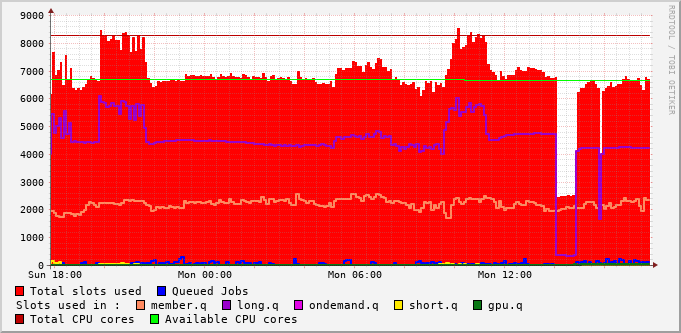 9000
8000
7000
6000
5000
4000
3000
2000
1000
0
Sun 18:00 Mon 00:00 Mon 06:00 Mon 12:00
RRDTOOL / TOBI OETIKER
Total slots used Queued Jobs
Slots used in : member.q long.q ondemand.q short.q gpu.q
Total CPU cores Available CPU cores